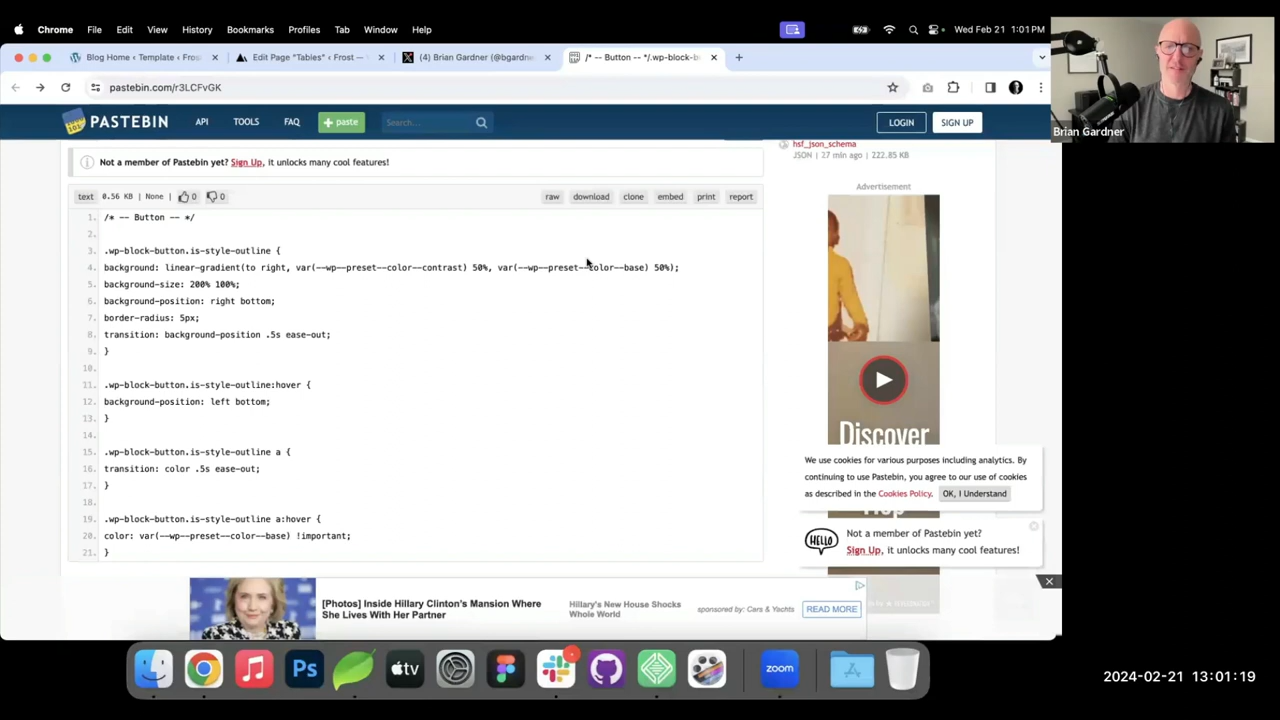 Chrome File Edit View History Bookmarks Profiles Tab Window Help
Wed Feb 21 1:01 PM
Blog Home ‹ Template ‹ Fros
Edit Page "Tables" ‹ Frost —
(4) Brian Gardner (@bgardne
/* -- Button -- */.wp-block-b
pastebin.com/r3LCFvGK
PASTEBIN API TOOLS FAQ + paste Search... LOGIN SIGN UP
Brian Gardner
hsf_json_schema
JSON | 27 min ago | 222.85 KB
Not a member of Pastebin yet? Sign Up, it unlocks many cool features!
Advertisement
text 0.56 KB | None | 0 0 raw download clone embed print report
1. /* -- Button -- */
2.
3. .wp-block-button.is-style-outline {
4. background: linear-gradient(to right, var(--wp--preset--color--contrast) 50%, var(--wp--preset--color--base) 50%);
5. background-size: 200% 100%;
6. background-position: right bottom;
7. border-radius: 5px;
8. transition: background-position .5s ease-out;
9. }
10.
11. .wp-block-button.is-style-outline:hover {
12. background-position: left bottom;
13. }
14.
15. .wp-block-button.is-style-outline a {
16. transition: color .5s ease-out;
17. }
18.
19. .wp-block-button.is-style-outline a:hover {
20. color: var(--wp--preset--color--base) !important;
21. }
Discover
We use cookies for various purposes including analytics. By
continuing to use Pastebin, you agree to our use of cookies
as described in the Cookies Policy. OK, I Understand
HELLO
Not a member of Pastebin yet?
Sign Up, it unlocks many cool features!
[Photos] Inside Hillary Clinton's Mansion Where
She Lives With Her Partner
Hillary's New House Shocks
Whole World
sponsored by: Cars & Yachts
READ MORE
Ps
tv
zoom
2024-02-21 13:01:19